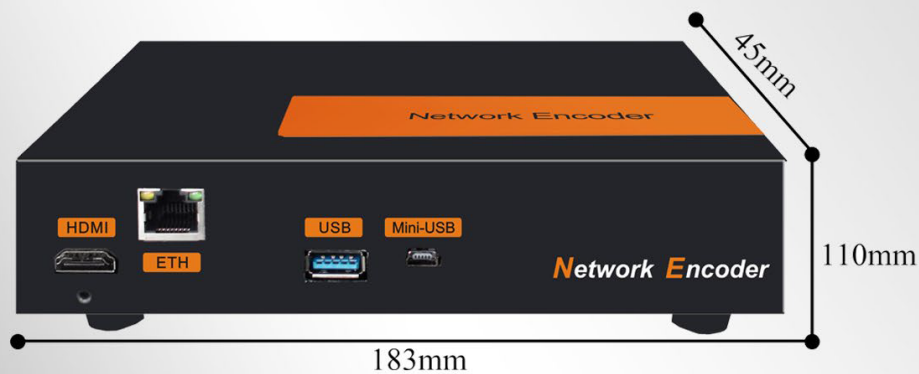 45mm
Network Encoder
HDMI
ETH
USB
Mini-USB
Network Encoder
110mm
183mm